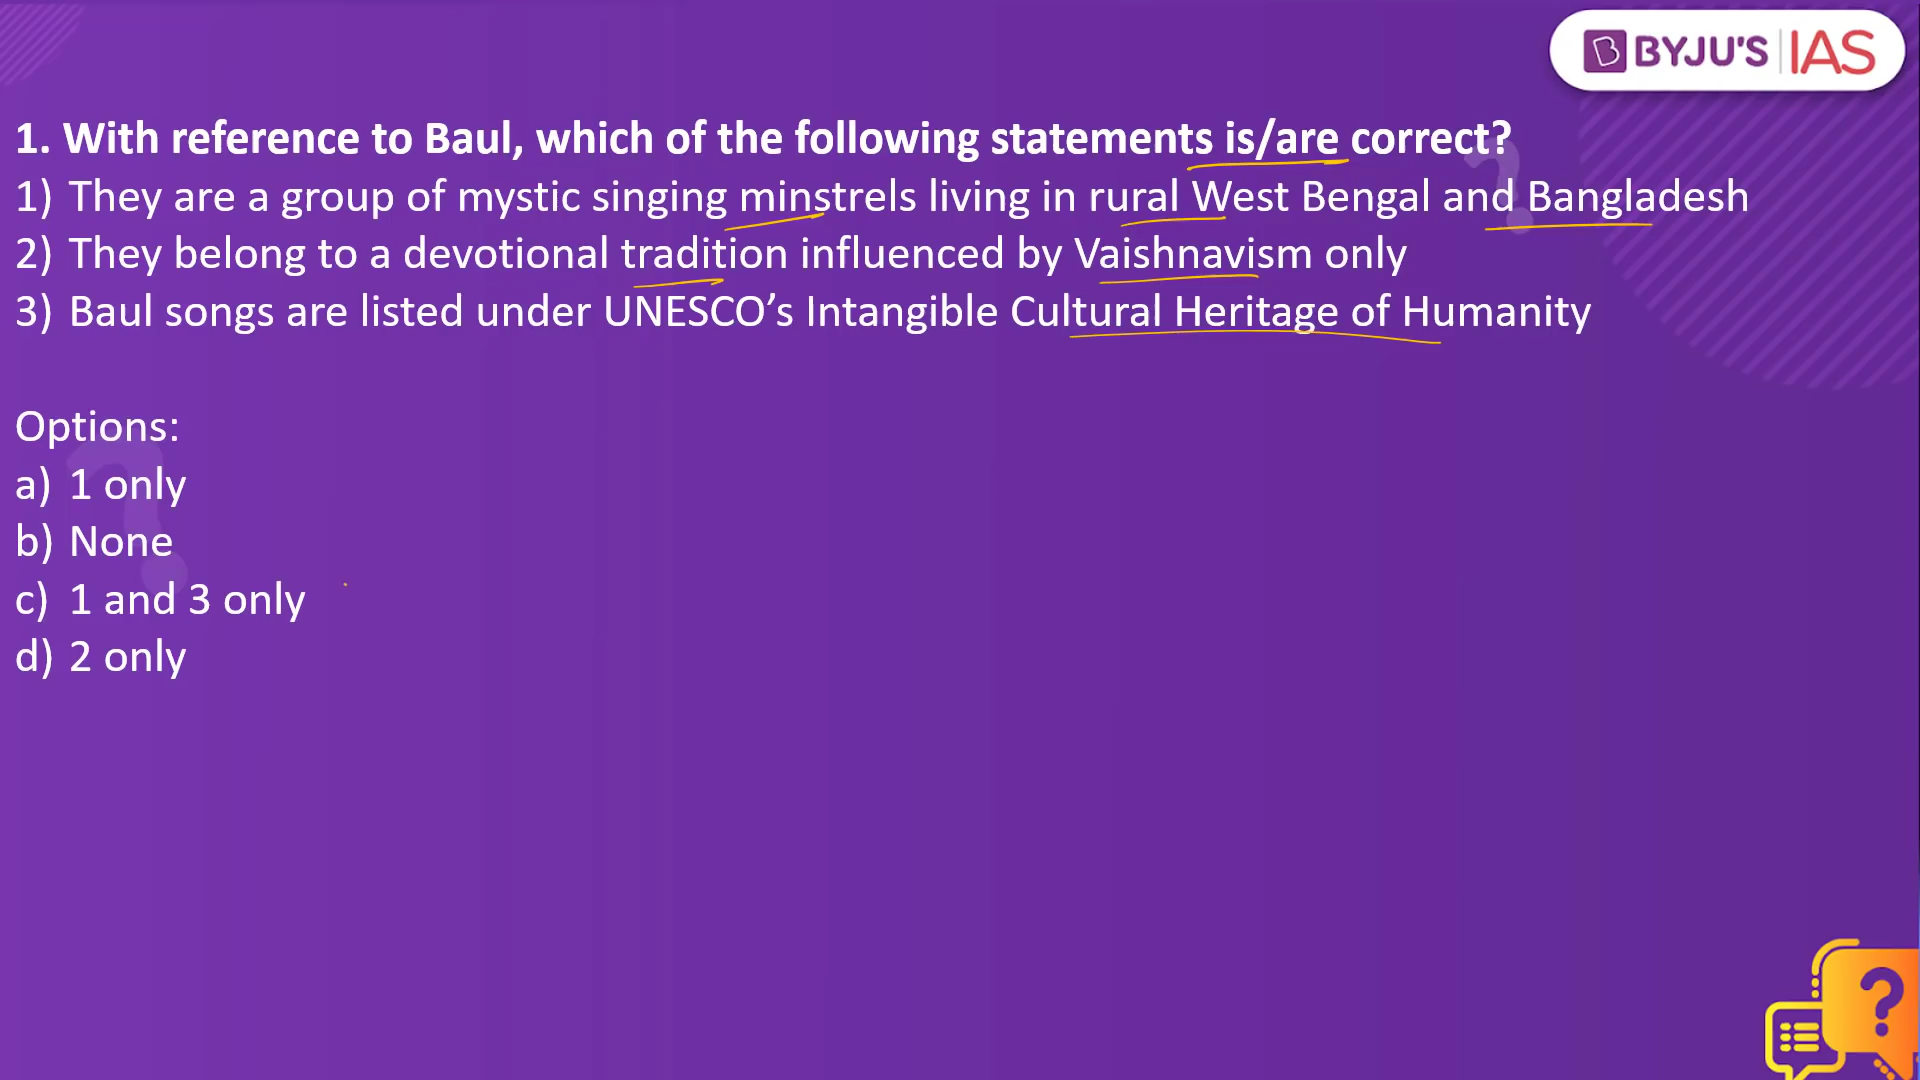 BYJU'S IAS
1. With reference to Baul, which of the following statements is/are correct?
1) They are a group of mystic singing minstrels living in rural West Bengal and Bangladesh
2) They belong to a devotional tradition influenced by Vaishnavism only
3) Baul songs are listed under UNESCO’s Intangible Cultural Heritage of Humanity
Options:
a) 1 only
b) None
c) 1 and 3 only
d) 2 only